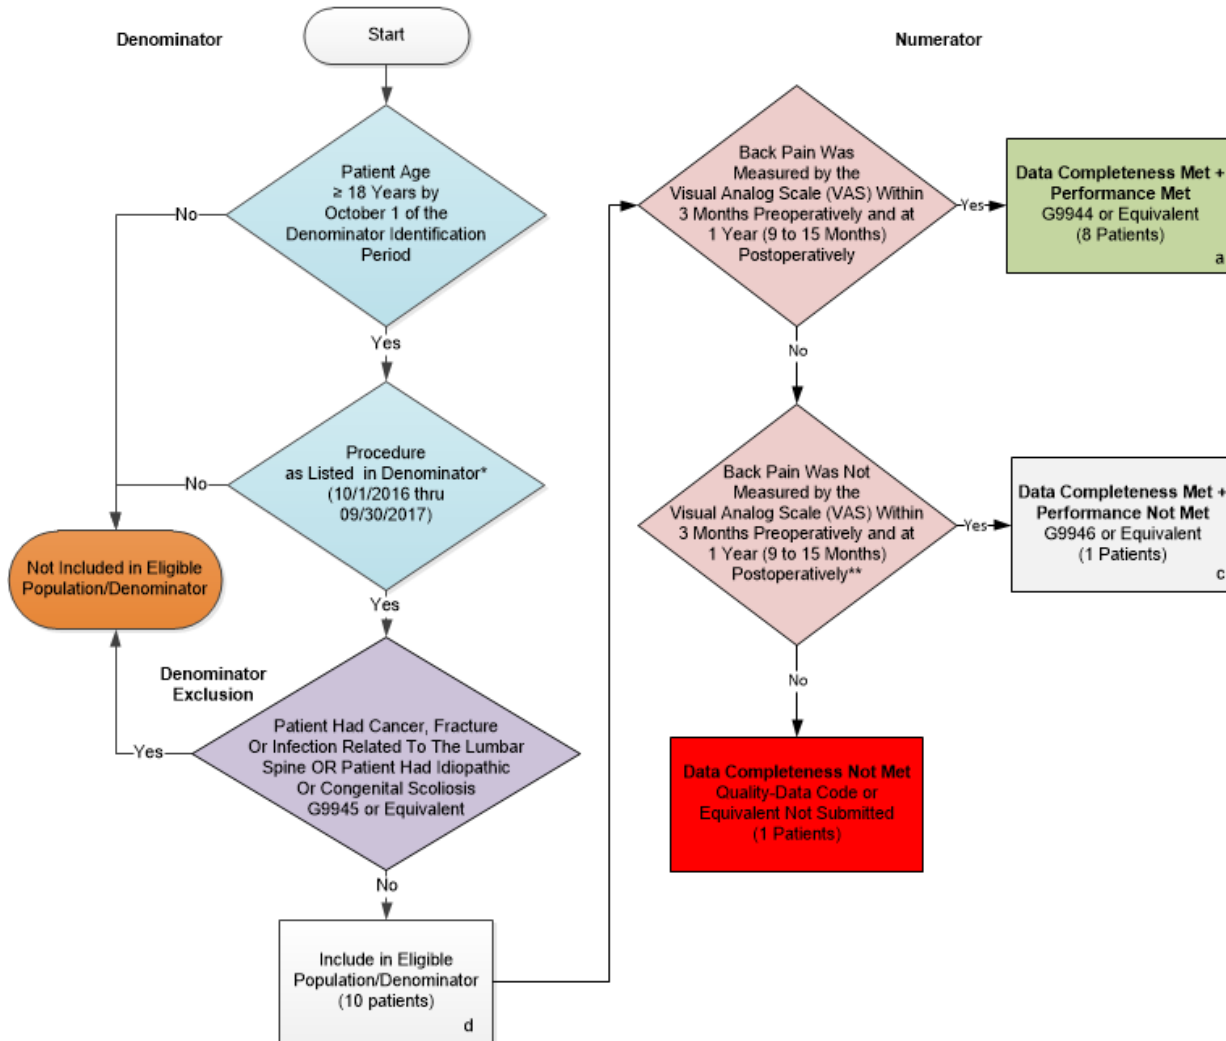 Denominator
Start
Numerator
Patient Age
≥ 18 Years by
October 1 of the
Denominator Identification
Period
No
Yes
Procedure
as Listed in Denominator*
(10/1/2016 thru
09/30/2017)
No
Not Included in Eligible
Population/Denominator
Yes
Denominator
Exclusion
Patient Had Cancer, Fracture
Or Infection Related To The Lumbar
Spine OR Patient Had Idiopathic
Or Congenital Scoliosis
G9945 or Equivalent
Yes
No
Include in Eligible
Population/Denominator
(10 patients)
d
Back Pain Was
Measured by the
Visual Analog Scale (VAS) Within
3 Months Preoperatively and at
1 Year (9 to 15 Months)
Postoperatively
Yes
Data Completeness Met +
Performance Met
G9944 or Equivalent
(8 Patients)
a
No
Back Pain Was Not
Measured by the
Visual Analog Scale (VAS) Within
3 Months Preoperatively and at
1 Year (9 to 15 Months)
Postoperatively**
Yes
Data Completeness Met +
Performance Not Met
G9946 or Equivalent
(1 Patients)
c
No
Data Completeness Not Met
Quality-Data Code or
Equivalent Not Submitted
(1 Patients)